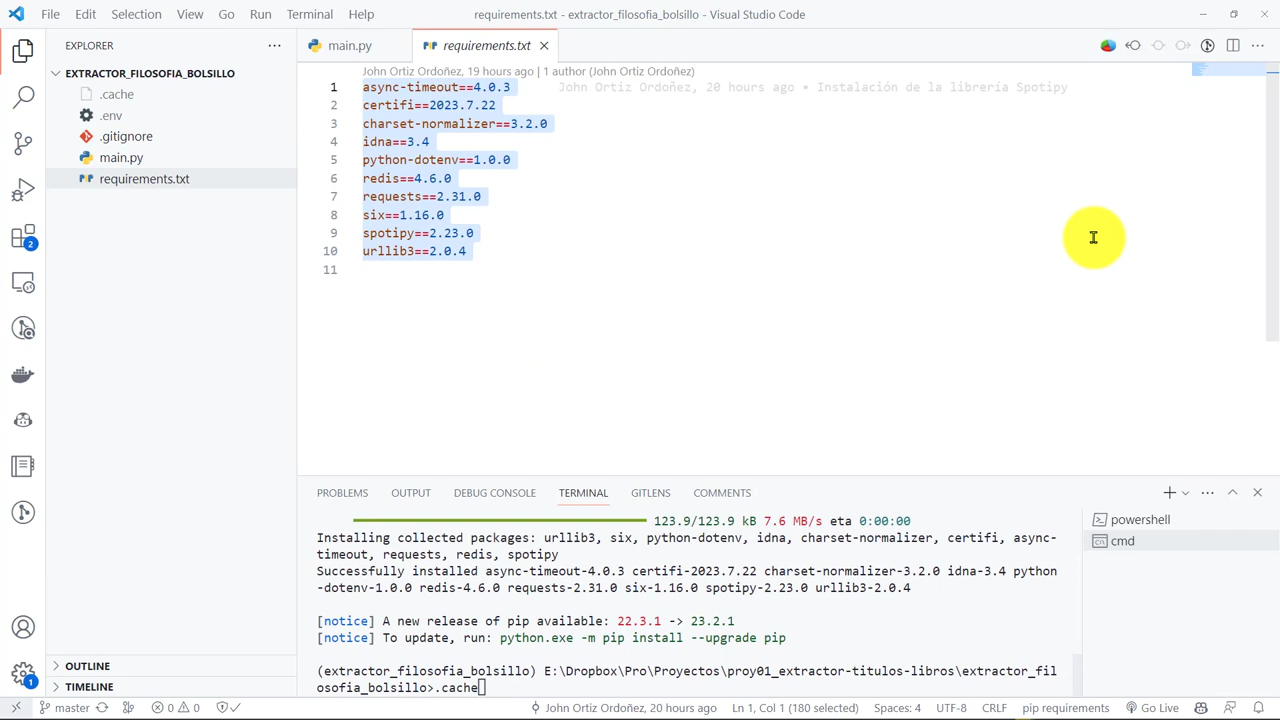 File Edit Selection View Go Run Terminal Help
requirements.txt - extractor_filosofia_bolsillo - Visual Studio Code
EXPLORER
EXTRACTOR_FILOSOFIA_BOLSILLO
.cache
.env
.gitignore
main.py
requirements.txt
OUTLINE
TIMELINE
2
1
main.py
requirements.txt
John Ortiz Ordoñez, 19 hours ago | 1 author (John Ortiz Ordoñez)
1 async-timeout==4.0.3 John Ortiz Ordoñez, 20 hours ago • Instalación de la librería Spotipy
2 certifi==2023.7.22
3 charset-normalizer==3.2.0
4 idna==3.4
5 python-dotenv==1.0.0
6 redis==4.6.0
7 requests==2.31.0
8 six==1.16.0
9 spotipy==2.23.0
10 urllib3==2.0.4
11
PROBLEMS OUTPUT DEBUG CONSOLE TERMINAL GITLENS COMMENTS
123.9/123.9 kB 7.6 MB/s eta 0:00:00
Installing collected packages: urllib3, six, python-dotenv, idna, charset-normalizer, certifi, async-
timeout, requests, redis, spotipy
Successfully installed async-timeout-4.0.3 certifi-2023.7.22 charset-normalizer-3.2.0 idna-3.4 python
-dotenv-1.0.0 redis-4.6.0 requests-2.31.0 six-1.16.0 spotipy-2.23.0 urllib3-2.0.4
[notice] A new release of pip available: 22.3.1 -> 23.2.1
[notice] To update, run: python.exe -m pip install --upgrade pip
(extractor_filosofia_bolsillo) E:\Dropbox\Pro\Proyectos\proy01_extractor-titulos-libros\extractor_fil
osofia_bolsillo>.cache
powershell
cmd
master 0 0 John Ortiz Ordoñez, 20 hours ago Ln 1, Col 1 (180 selected) Spaces: 4 UTF-8 CRLF pip requirements Go Live